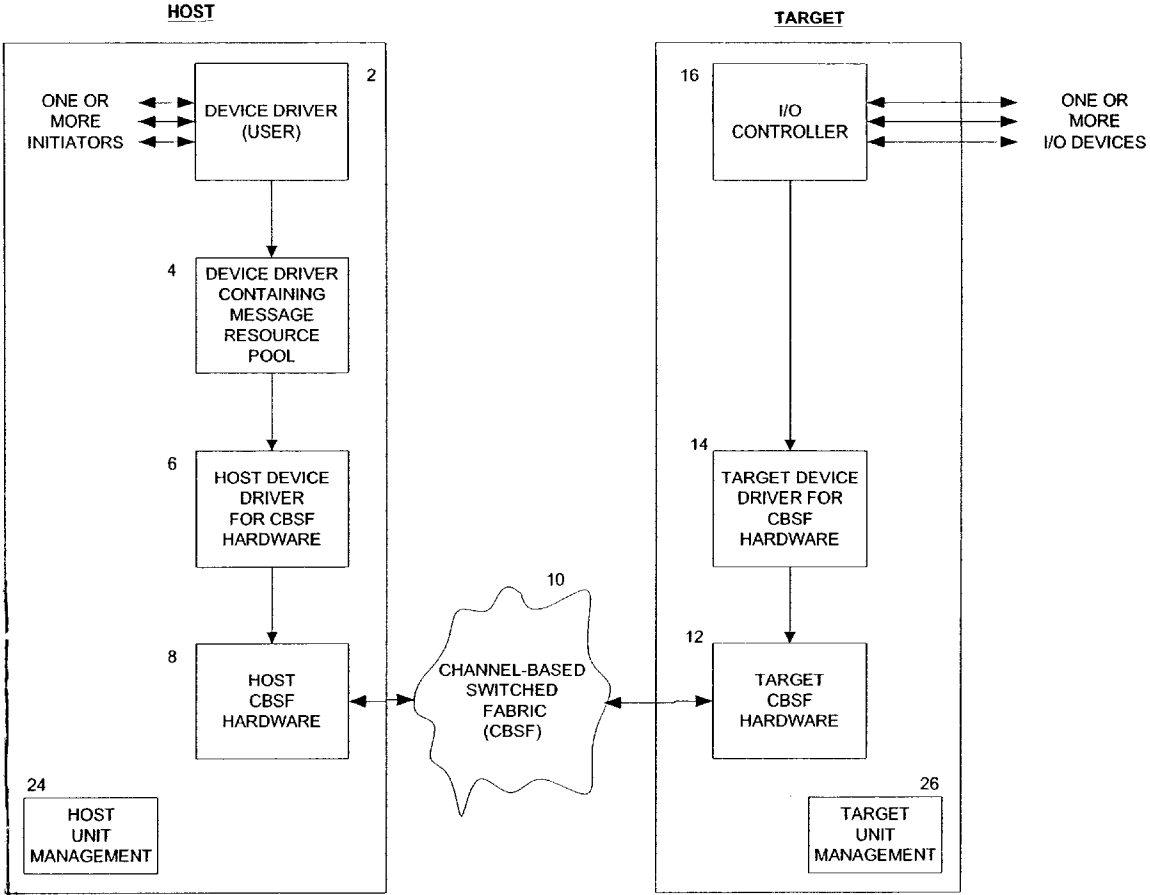 HOST
TARGET
2
ONE OR
MORE
INITIATORS
DEVICE DRIVER
(USER)
16
I/O
CONTROLLER
ONE OR
MORE
I/O DEVICES
4
DEVICE DRIVER
CONTAINING
MESSAGE
RESOURCE
POOL
6
HOST DEVICE
DRIVER
FOR CBSF
HARDWARE
14
TARGET DEVICE
DRIVER FOR
CBSF
HARDWARE
8
HOST
CBSF
HARDWARE
10
CHANNEL-BASED
SWITCHED
FABRIC
(CBSF)
12
TARGET
CBSF
HARDWARE
24
HOST
UNIT
MANAGEMENT
26
TARGET
UNIT
MANAGEMENT